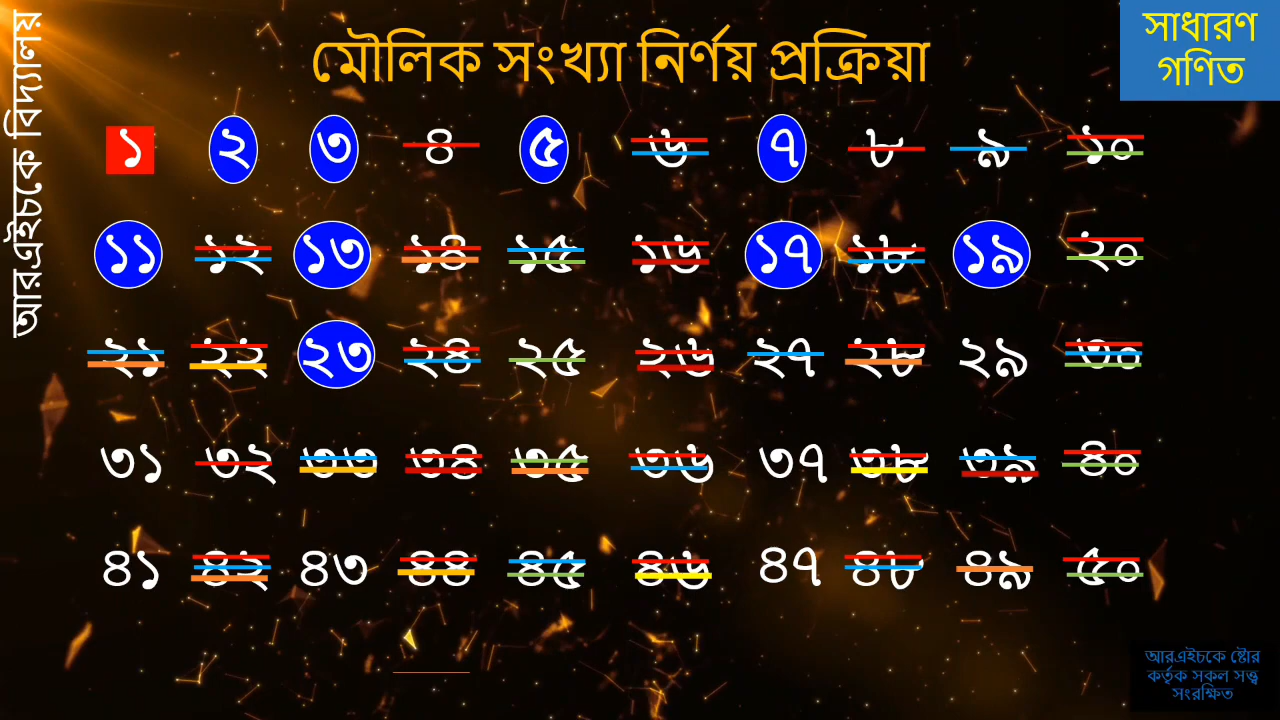 আরএইচকে বিদ্যালয়
মৌলিক সংখ্যা নির্ণয় প্রক্রিয়া
সাধারণ
গণিত
১ ২ ৩ ৪ ৫ ৬ ৭ ৮ ৯ ১০
১১ ১২ ১৩ ১৪ ১৫ ১৬ ১৭ ১৮ ১৯ ২০
২১ ২২ ২৩ ২৪ ২৫ ২৬ ২৭ ২৮ ২৯ ৩০
৩১ ৩২ ৩৩ ৩৪ ৩৫ ৩৬ ৩৭ ৩৮ ৩৯ ৪০
৪১ ৪২ ৪৩ ৪৪ ৪৫ ৪৬ ৪৭ ৪৮ ৪৯ ৫০
আরএইচকে ষ্টোর
কর্তৃক সকল সত্ত্ব
সংরক্ষিত